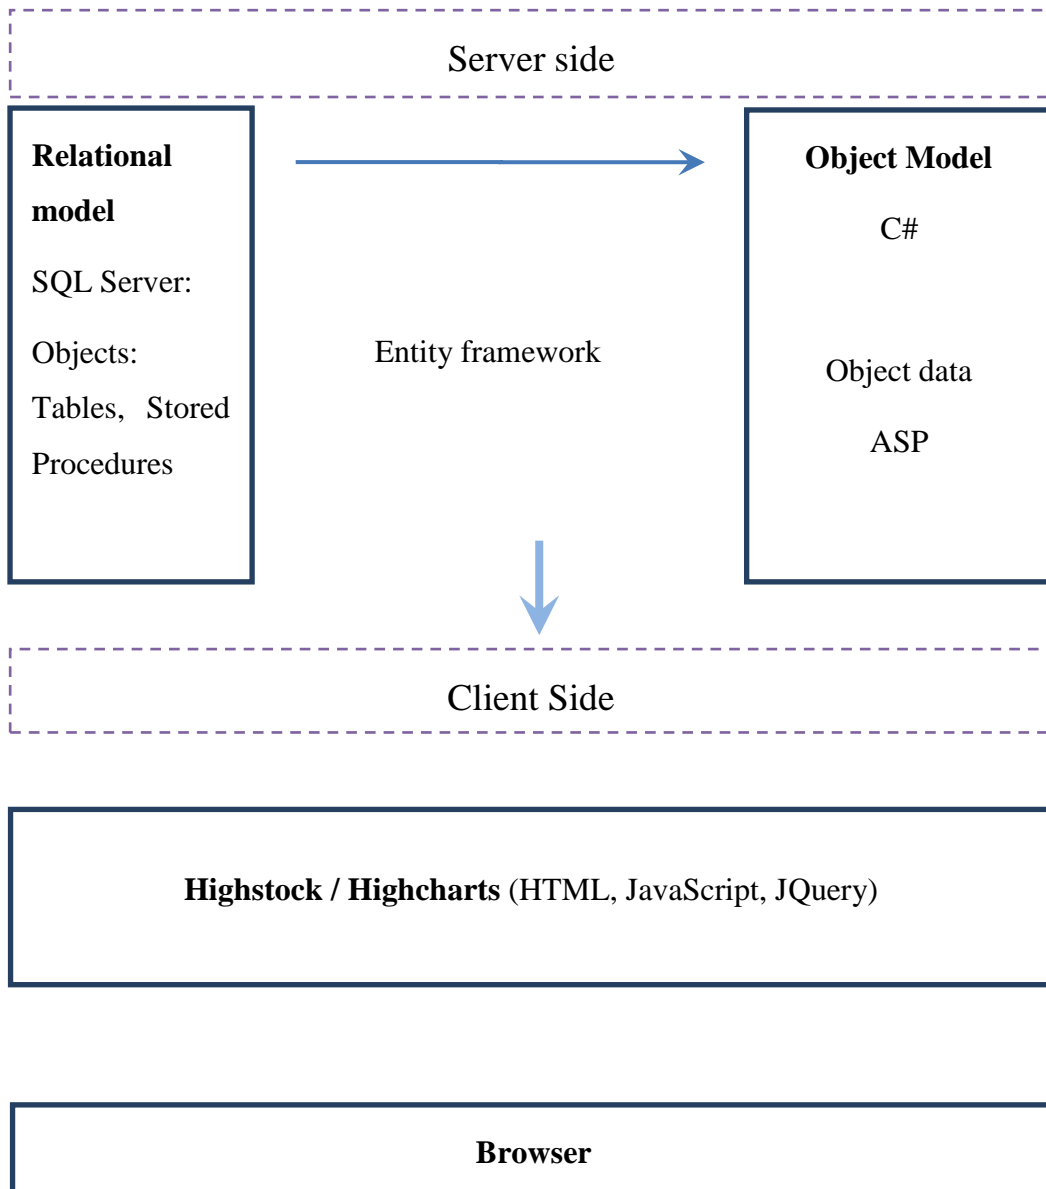 Server side
Relational
model
SQL Server:
Objects:
Tables, Stored
Procedures
Entity framework
Object Model
C#
Object data
ASP
Client Side
Highstock / Highcharts (HTML, JavaScript, JQuery)
Browser